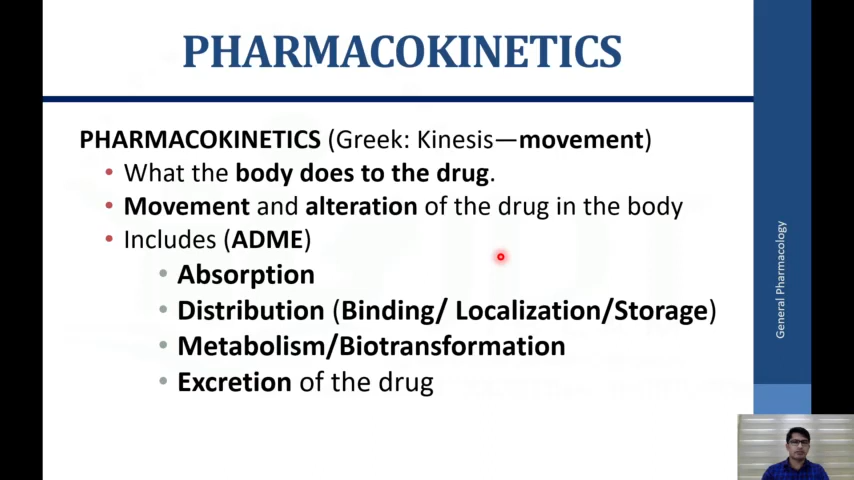 PHARMACOKINETICS
PHARMACOKINETICS (Greek: Kinesis—movement)
• What the body does to the drug.
• Movement and alteration of the drug in the body
• Includes (ADME)
• Absorption
• Distribution (Binding/ Localization/Storage)
• Metabolism/Biotransformation
• Excretion of the drug
General Pharmacology